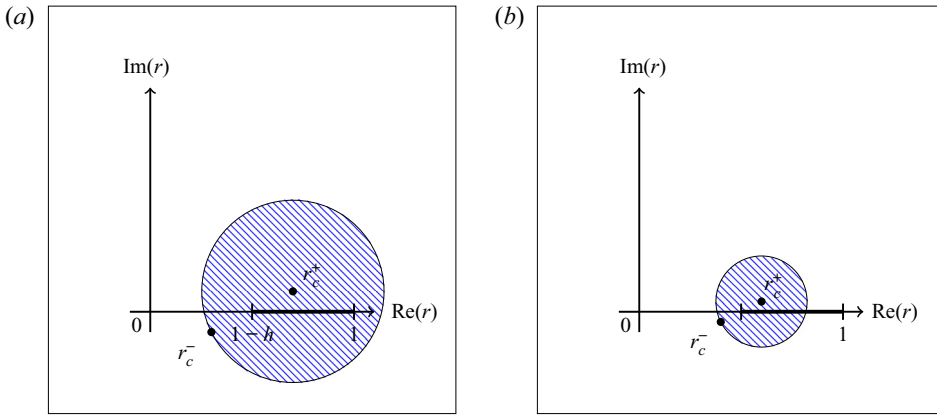 (a)
Im(r)
r_c^+
0
Re(r)
1 – h
1
r_c^-
(b)
Im(r)
r_c^+
0
Re(r)
1
r_c^-